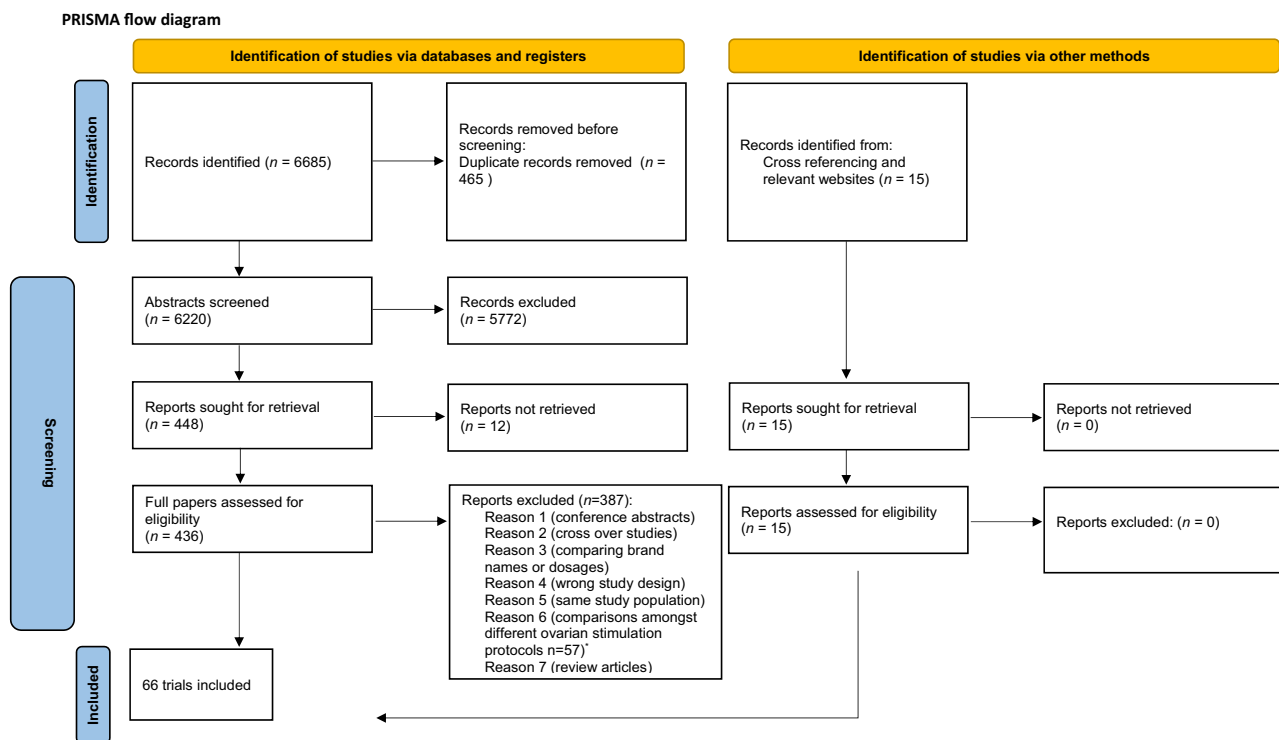 PRISMA flow diagram
Identification of studies via databases and registers
Identification of studies via other methods
Identification
Records identified (n = 6685)
Records removed before
screening:
Duplicate records removed (n =
465 )
Records identified from:
Cross referencing and
relevant websites (n = 15)
Screening
Abstracts screened
(n = 6220)
Records excluded
(n = 5772)
Reports sought for retrieval
(n = 448)
Reports not retrieved
(n = 12)
Reports sought for retrieval
(n = 15)
Reports not retrieved
(n = 0)
Full papers assessed for
eligibility
(n = 436)
Reports excluded (n=387):
Reason 1 (conference abstracts)
Reason 2 (cross over studies)
Reason 3 (comparing brand
names or dosages)
Reason 4 (wrong study design)
Reason 5 (same study population)
Reason 6 (comparisons amongst
different ovarian stimulation
protocols n=57)*
Reason 7 (review articles)
Reports assessed for eligibility
(n = 15)
Reports excluded: (n = 0)
Included
66 trials included